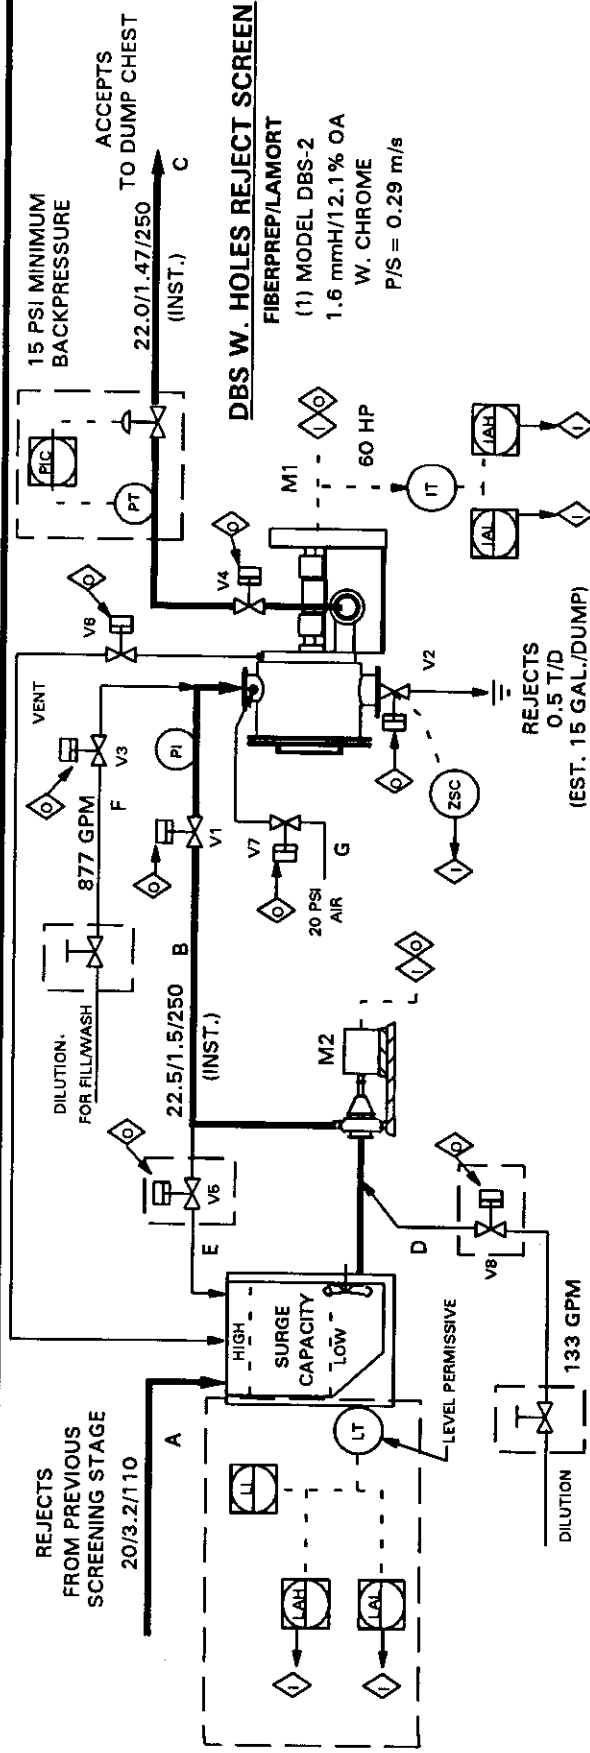 ACCEPTS
TO DUMP CHEST
C
15 PSI MINIMUM
BACKPRESSURE
22.0/1.47/250
(INST.)
PIC
PT
DBS W. HOLES REJECT SCREEN
FIBERPREP/LAMORT
(1) MODEL DBS-2
1.6 mmH/12.1% OA
W. CHROME
P/S = 0.29 m/s
M1
I
O
60 HP
IT
IAH
IAL
I
I
O
V4
O
V6
VENT
O
V3
877 GPM
F
PI
O
V1
DILUTION
FOR FILL/WASH
B
22.5/1.5/250
(INST.)
O
V7
20 PSI
AIR
G
V2
O
ZSC
I
REJECTS
0.5 T/D
(EST. 15 GAL./DUMP)
M2
I
O
O
V5
E
D
O
V8
133 GPM
DILUTION
HIGH
SURGE
CAPACITY
LOW
LEVEL PERMISSIVE
REJECTS
FROM PREVIOUS
SCREENING STAGE
20/3.2/110
A
LT
LI
LAH
LAL
I
I